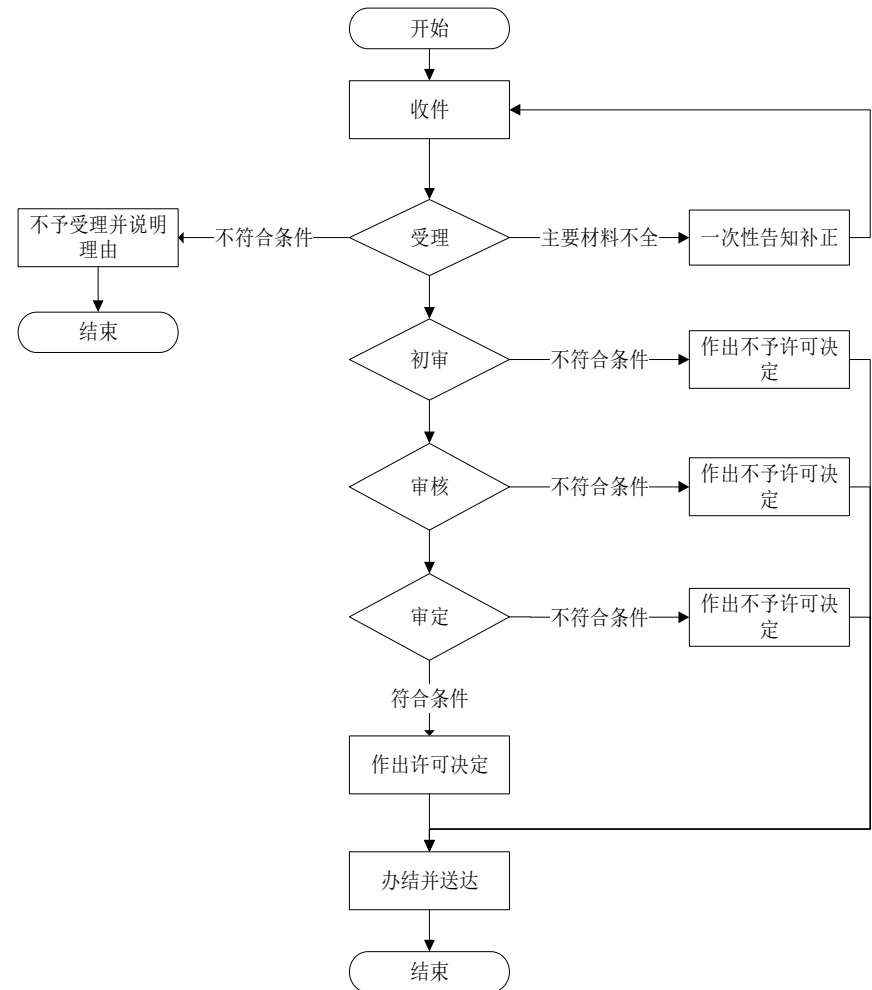 开始
收件
不予受理并说明
理由
不符合条件
受理
主要材料不全
一次性告知补正
结束
初审
不符合条件
作出不予许可决
定
审核
不符合条件
作出不予许可决
定
审定
不符合条件
作出不予许可决
定
符合条件
作出许可决定
办结并送达
结束